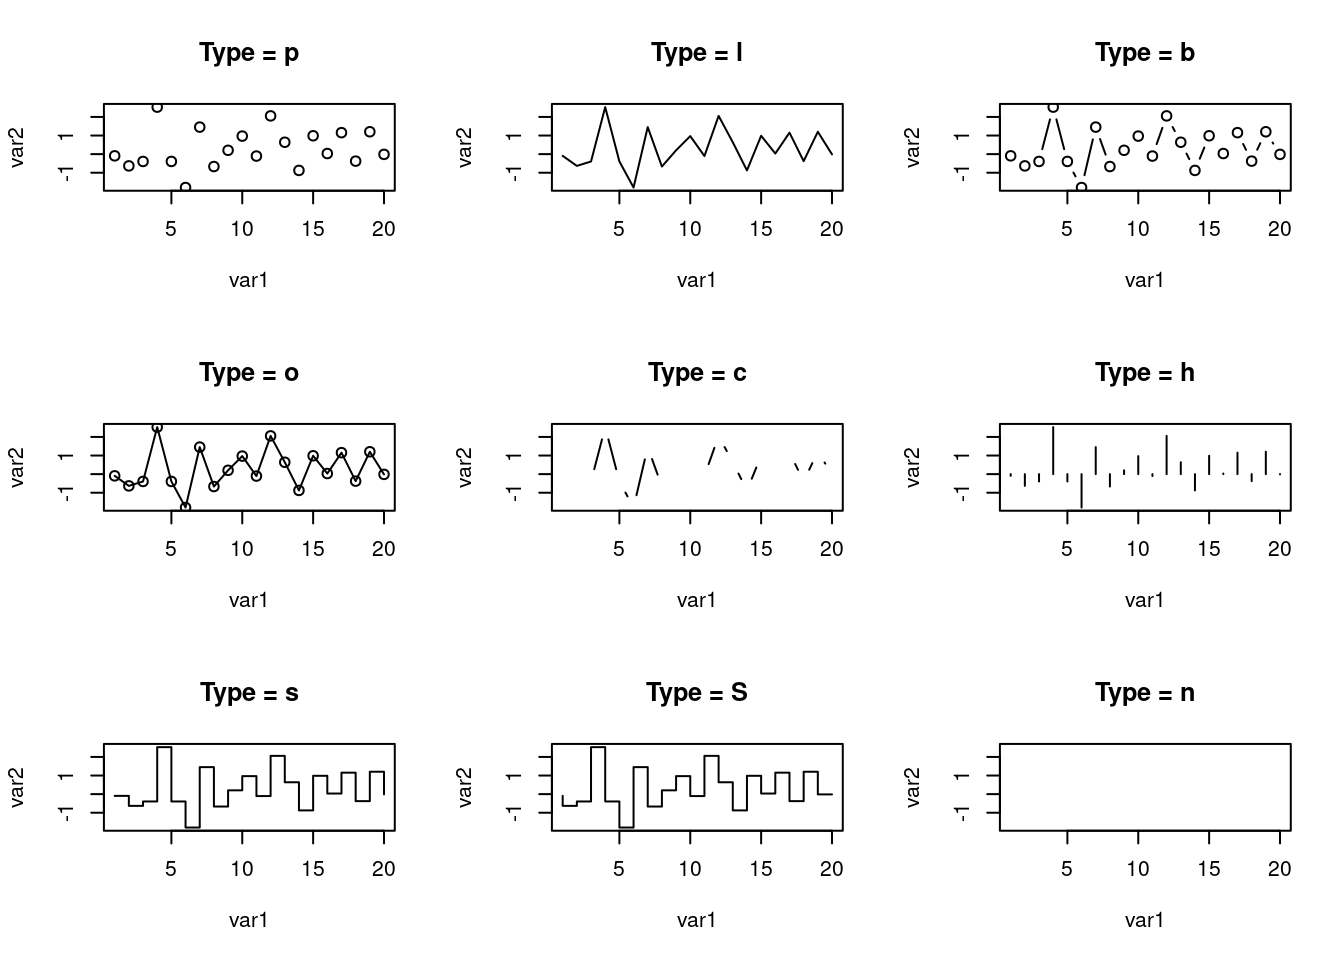 Type = p
Type = l
Type = b
var2
1
-1
var2
1
-1
var2
1
-1
5 10 15 20
5 10 15 20
5 10 15 20
var1
var1
var1
Type = o
Type = c
Type = h
var2
1
-1
var2
1
-1
var2
1
-1
5 10 15 20
5 10 15 20
5 10 15 20
var1
var1
var1
Type = s
Type = S
Type = n
var2
1
-1
var2
1
-1
var2
1
-1
5 10 15 20
5 10 15 20
5 10 15 20
var1
var1
var1